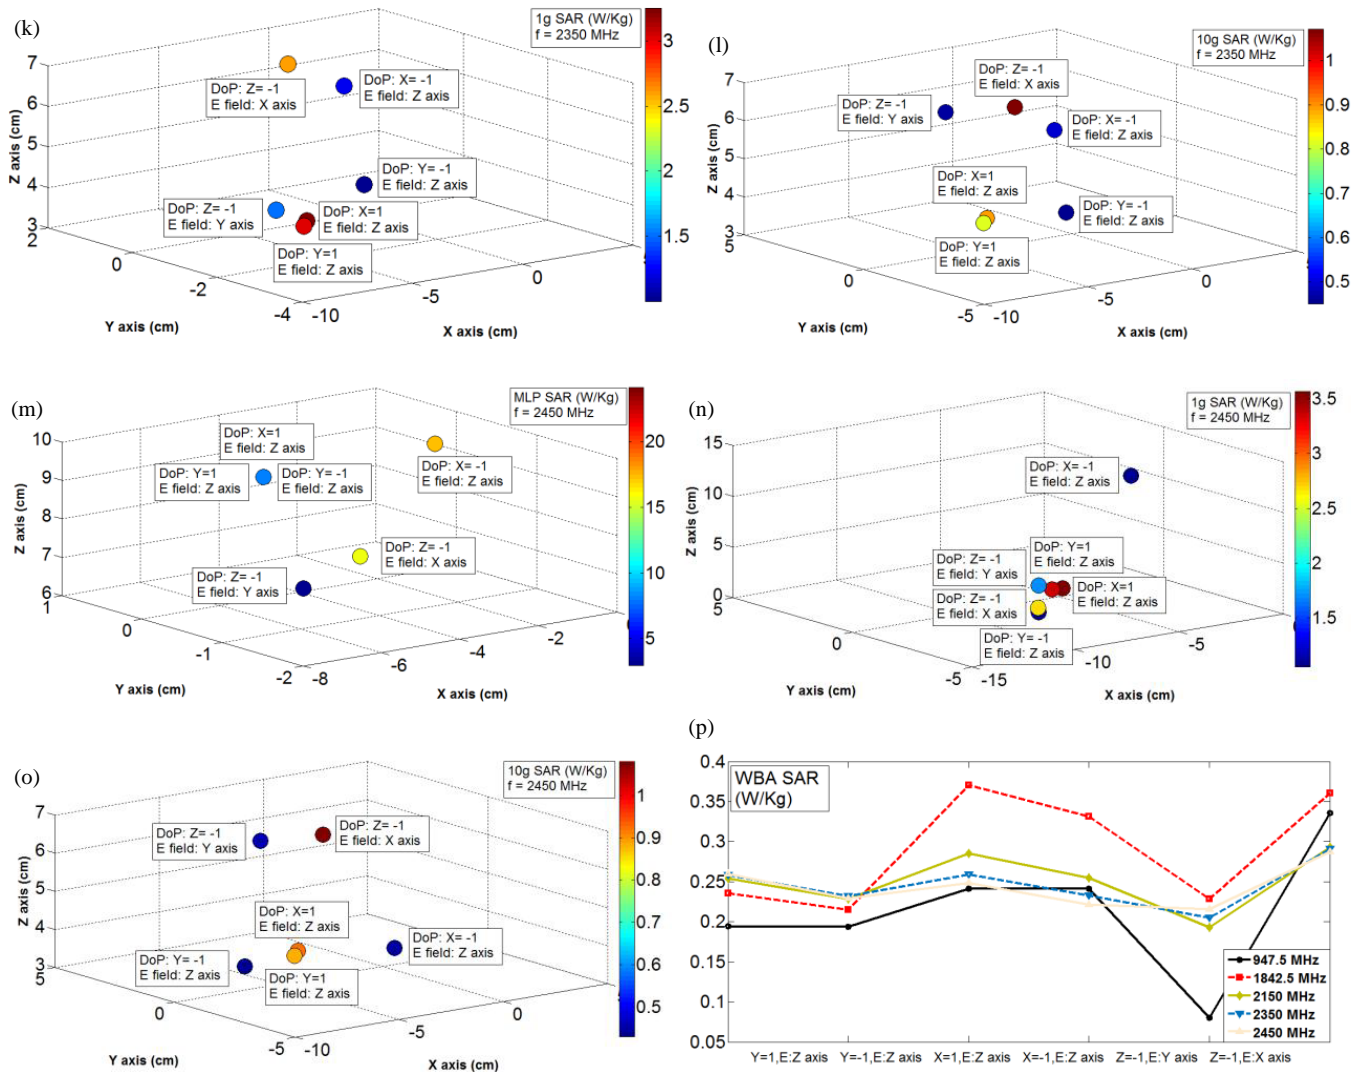 (k)
1g SAR (W/Kg)
f = 2350 MHz
DoP: Z= -1
E field: X axis
DoP: X= -1
E field: Z axis
DoP: Y= -1
E field: Z axis
DoP: Z= -1
E field: Y axis
DoP: X=1
E field: Z axis
DoP: Y=1
E field: Z axis
Z axis (cm)
7
6
5
4
3
2
0
-2
-4
-10
-5
0
Y axis (cm)
X axis (cm)
3
2.5
2
1.5
(l)
10g SAR (W/Kg)
f = 2350 MHz
DoP: Z= -1
E field: X axis
DoP: Z= -1
E field: Y axis
DoP: X= -1
E field: Z axis
DoP: X=1
E field: Z axis
DoP: Y= -1
E field: Z axis
DoP: Y=1
E field: Z axis
Z axis (cm)
7
6
5
4
3
5
0
-5
-10
-5
0
Y axis (cm)
X axis (cm)
1
0.9
0.8
0.7
0.6
0.5
(m)
MLP SAR (W/Kg)
f = 2450 MHz
DoP: X=1
E field: Z axis
DoP: Y=1
E field: Z axis
DoP: Y= -1
E field: Z axis
DoP: X= -1
E field: Z axis
DoP: Z= -1
E field: X axis
DoP: Z= -1
E field: Y axis
Z axis (cm)
10
9
8
7
6
1
0
-1
-2
-8
-6
-4
-2
Y axis (cm)
X axis (cm)
20
15
10
5
(n)
1g SAR (W/Kg)
f = 2450 MHz
DoP: X= -1
E field: Z axis
DoP: Z= -1
E field: Y axis
DoP: Y=1
E field: Z axis
DoP: Z= -1
E field: X axis
DoP: X=1
E field: Z axis
DoP: Y= -1
E field: Z axis
Z axis (cm)
15
10
5
0
5
0
-5
-15
-10
-5
Y axis (cm)
X axis (cm)
3.5
3
2.5
2
1.5
(o)
10g SAR (W/Kg)
f = 2450 MHz
DoP: Z= -1
E field: Y axis
DoP: Z= -1
E field: X axis
DoP: X=1
E field: Z axis
DoP: X= -1
E field: Z axis
DoP: Y= -1
E field: Z axis
DoP: Y=1
E field: Z axis
Z axis (cm)
7
6
5
4
3
5
0
-5
-10
-5
0
Y axis (cm)
X axis (cm)
1
0.9
0.8
0.7
0.6
0.5
(p)
WBA SAR
(W/Kg)
0.4
0.35
0.3
0.25
0.2
0.15
0.1
0.05
947.5 MHz
1842.5 MHz
2150 MHz
2350 MHz
2450 MHz
Y=1,E:Z axis Y=-1,E:Z axis X=1,E:Z axis X=-1,E:Z axis Z=-1,E:Y axis Z=-1,E:X axis